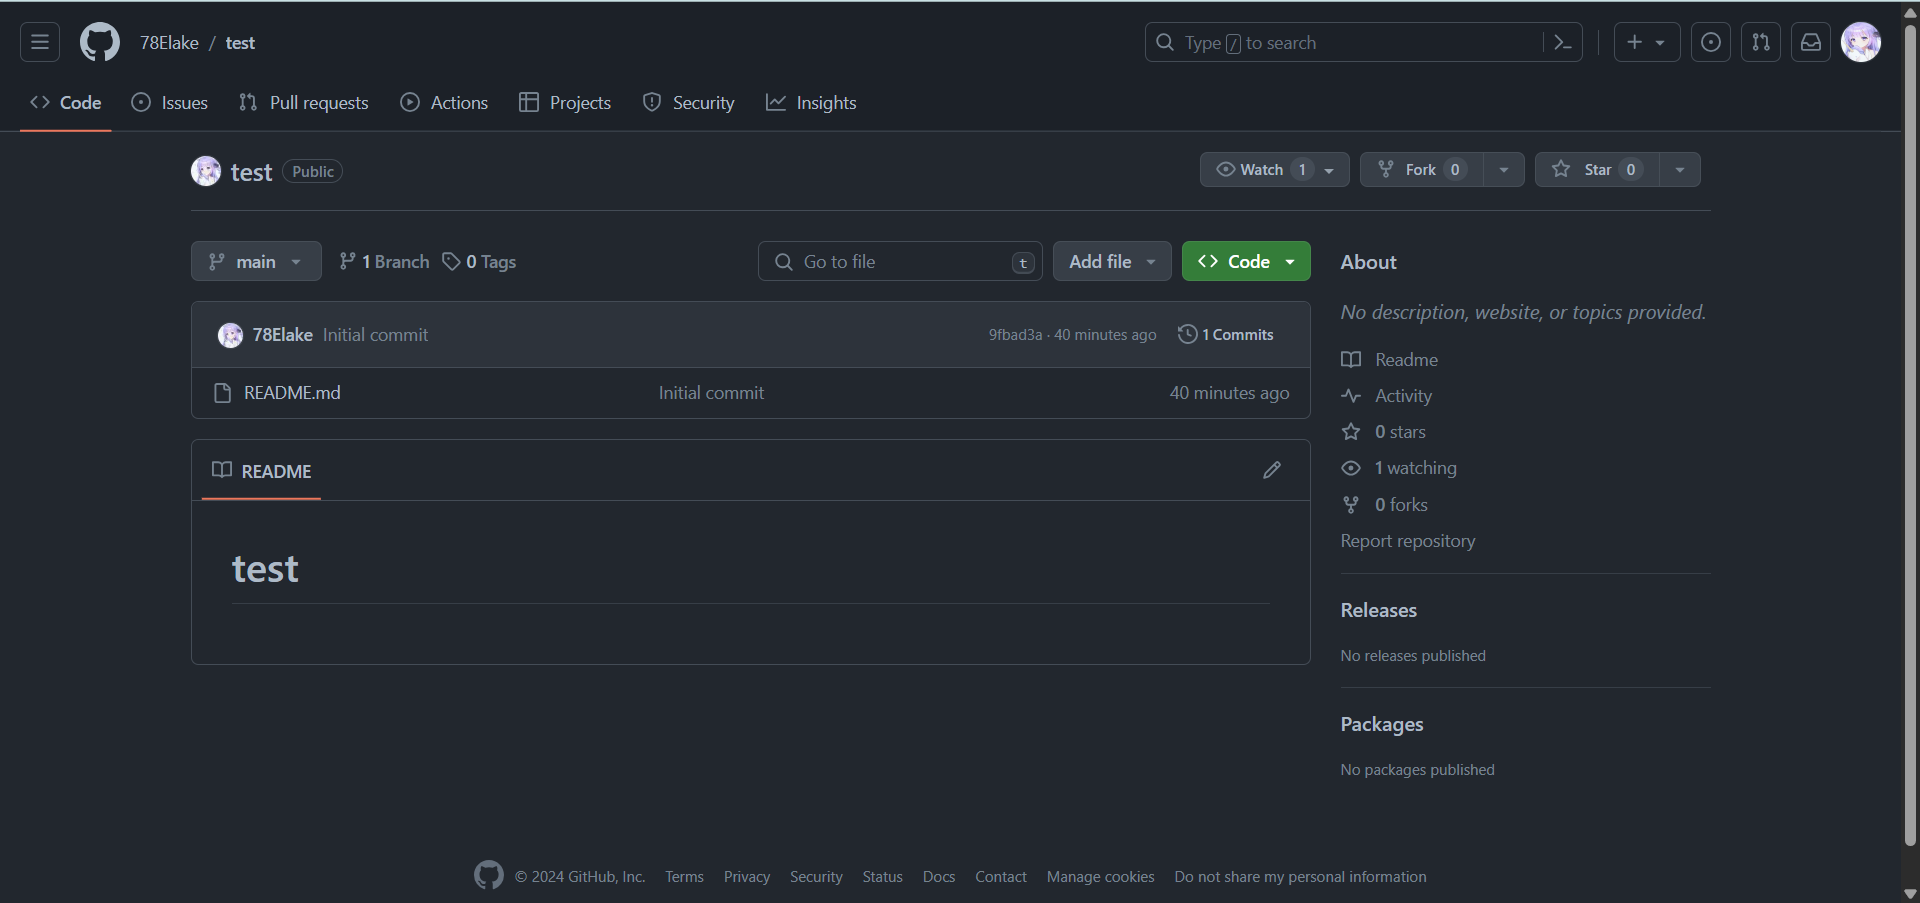 78Elake / test
Type / to search
Code Issues Pull requests Actions Projects Security Insights
test Public
Watch 1 Fork 0 Star 0
main 1 Branch 0 Tags
Go to file t Add file Code
78Elake Initial commit 9fbad3a · 40 minutes ago 1 Commits
README.md Initial commit 40 minutes ago
README
test
About
No description, website, or topics provided.
Readme
Activity
0 stars
1 watching
0 forks
Report repository
Releases
No releases published
Packages
No packages published
© 2024 GitHub, Inc. Terms Privacy Security Status Docs Contact Manage cookies Do not share my personal information